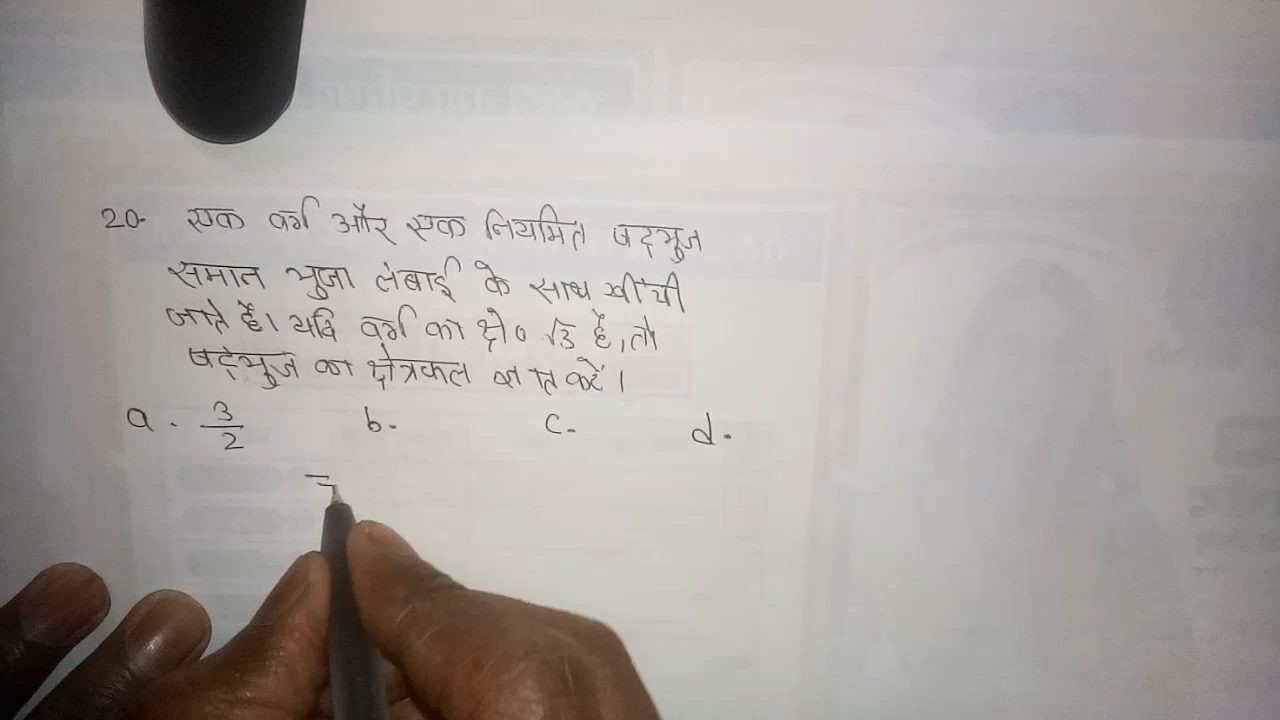 20- एक वर्ग और एक नियमित षट्भुज
समान भुजा लंबाई के साथ खींची
जाते हैं। यदि वर्ग का क्षे० √3 हैं, तो
षट्भुज का क्षेत्रफल ज्ञात करें।
a. 3/2 b. c. d.
=